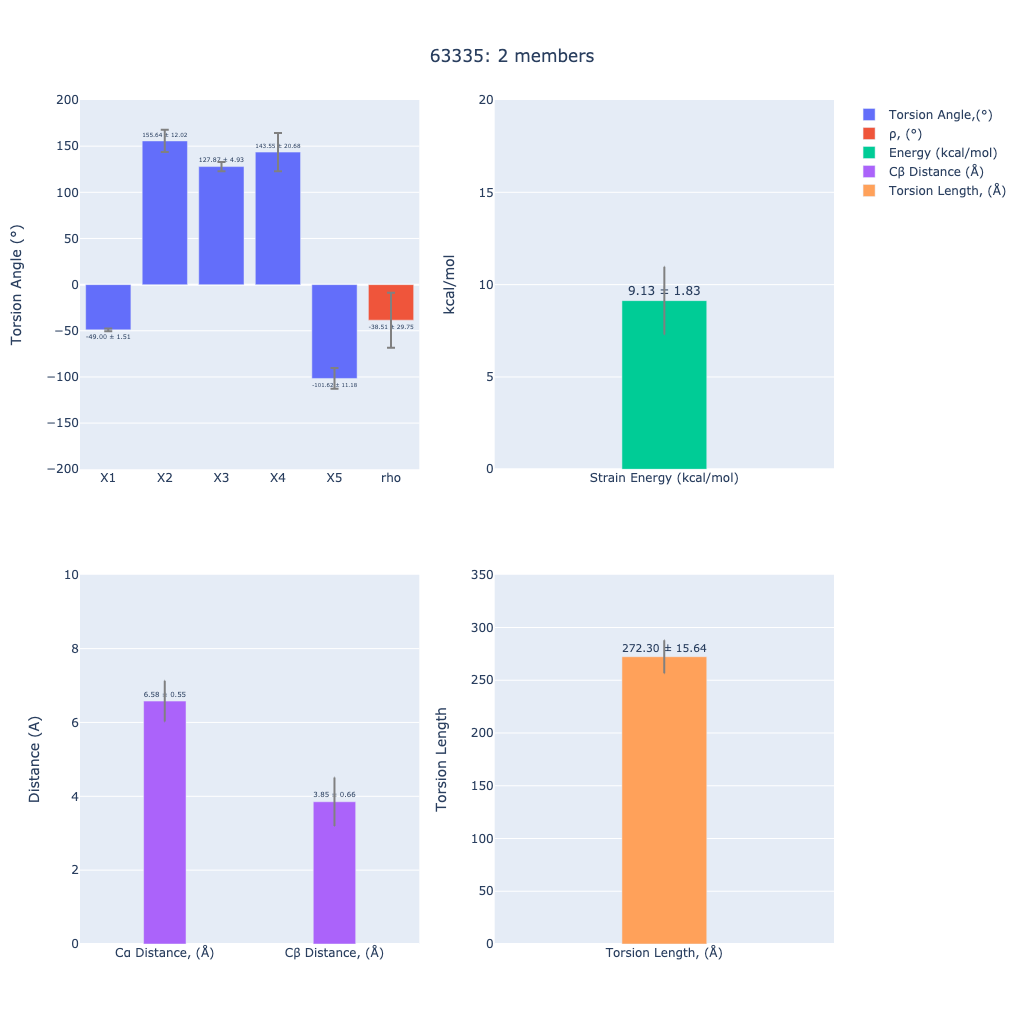 63335: 2 members
Torsion Angle (°)
200
150
100
50
0
−50
−100
−150
−200
155.64 ± 12.02
127.82 ± 4.93
143.55 ± 20.68
-49.00 ± 1.51
-101.62 ± 11.18
-38.51 ± 29.75
X1 X2 X3 X4 X5 rho
kcal/mol
20
15
10
5
0
9.13 ± 1.83
Strain Energy (kcal/mol)
Torsion Angle,(°)
ρ, (°)
Energy (kcal/mol)
Cβ Distance (Å)
Torsion Length, (Å)
Distance (A)
10
8
6
4
2
0
6.58 ± 0.55
3.85 ± 0.66
Cα Distance, (Å) Cβ Distance, (Å)
Torsion Length
350
300
250
200
150
100
50
0
272.30 ± 15.64
Torsion Length, (Å)